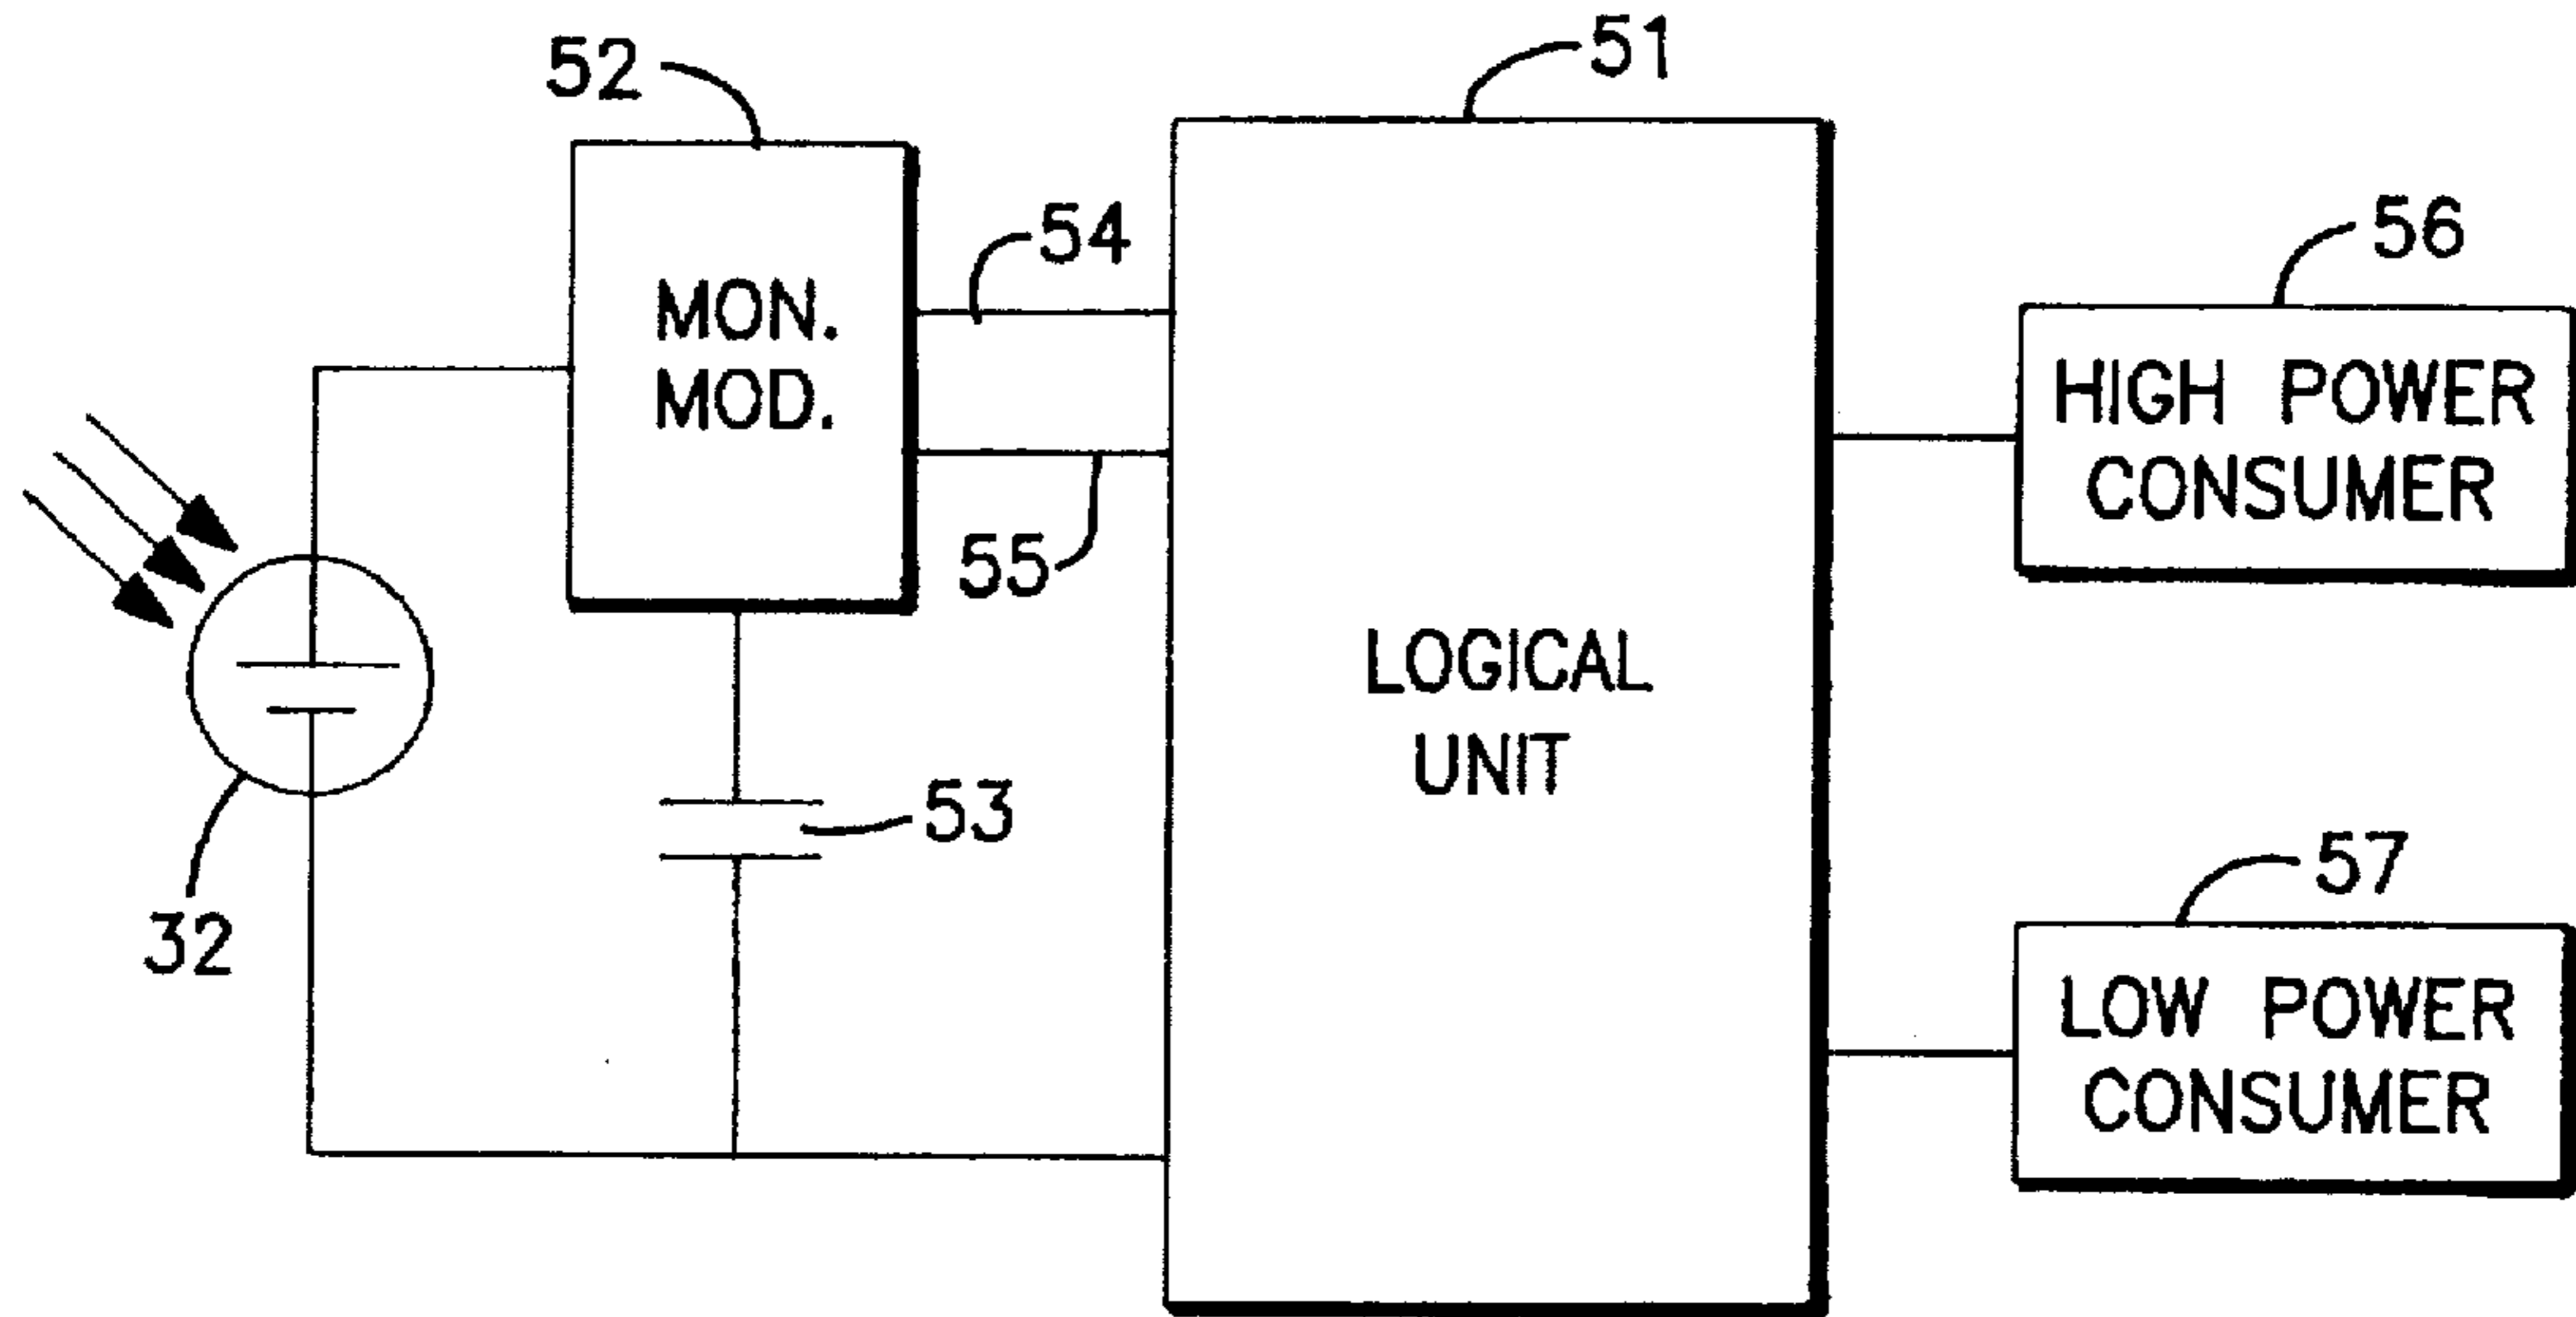 52
51
MON.
MOD.
54
55
56
HIGH POWER
CONSUMER
LOGICAL
UNIT
53
32
57
LOW POWER
CONSUMER